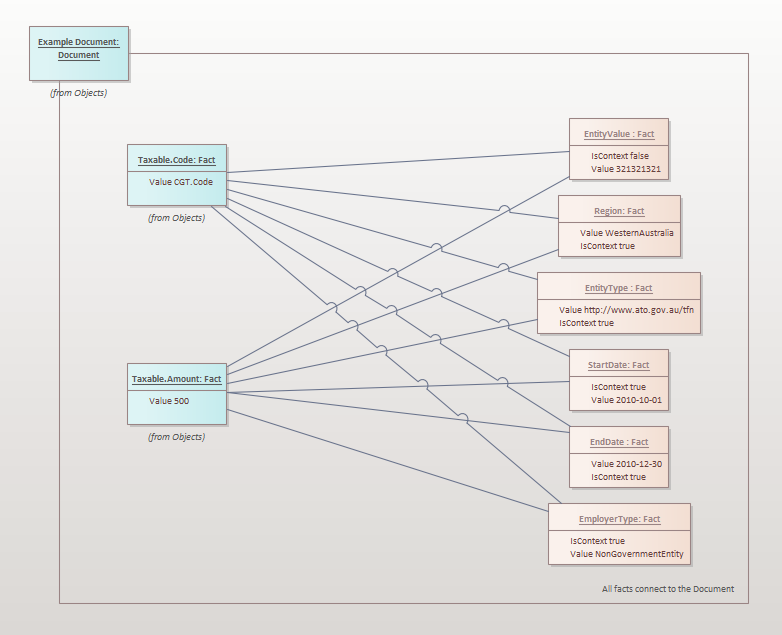 Example Document:
Document
(from Objects)
Taxable.Code: Fact
Value CGT.Code
(from Objects)
Taxable.Amount: Fact
Value 500
(from Objects)
EntityValue : Fact
IsContext false
Value 321321321
Region: Fact
Value WesternAustralia
IsContext true
EntityType : Fact
Value http://www.ato.gov.au/tfn
IsContext true
StartDate: Fact
IsContext true
Value 2010-10-01
EndDate : Fact
Value 2010-12-30
IsContext true
EmployerType: Fact
IsContext true
Value NonGovernmentEntity
All facts connect to the Document